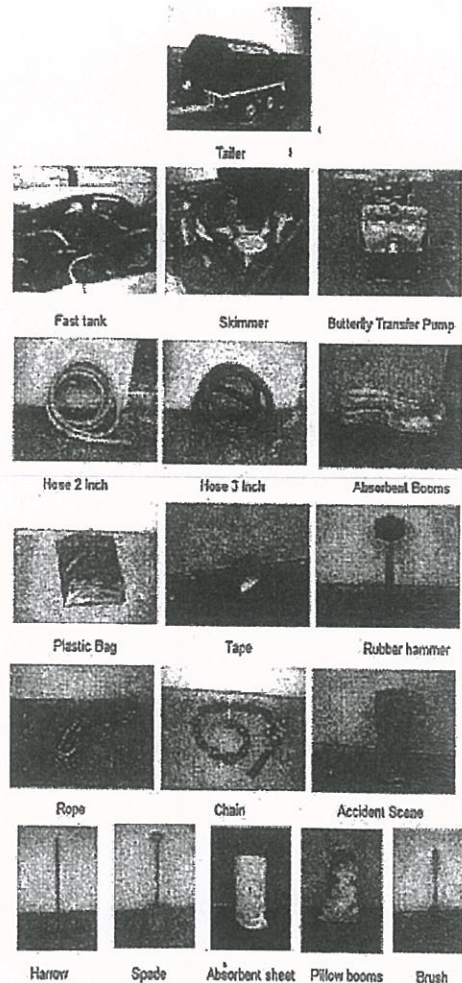 Tailer
Fast tank Skimmer Butterfly Transfer Pump
Hose 2 Inch Hose 3 Inch Absorbent Booms
Plastic Bag Tape Rubber hammer
Rope Chain Accident Scene
Harrow Spade Absorbent sheet Pillow booms Brush